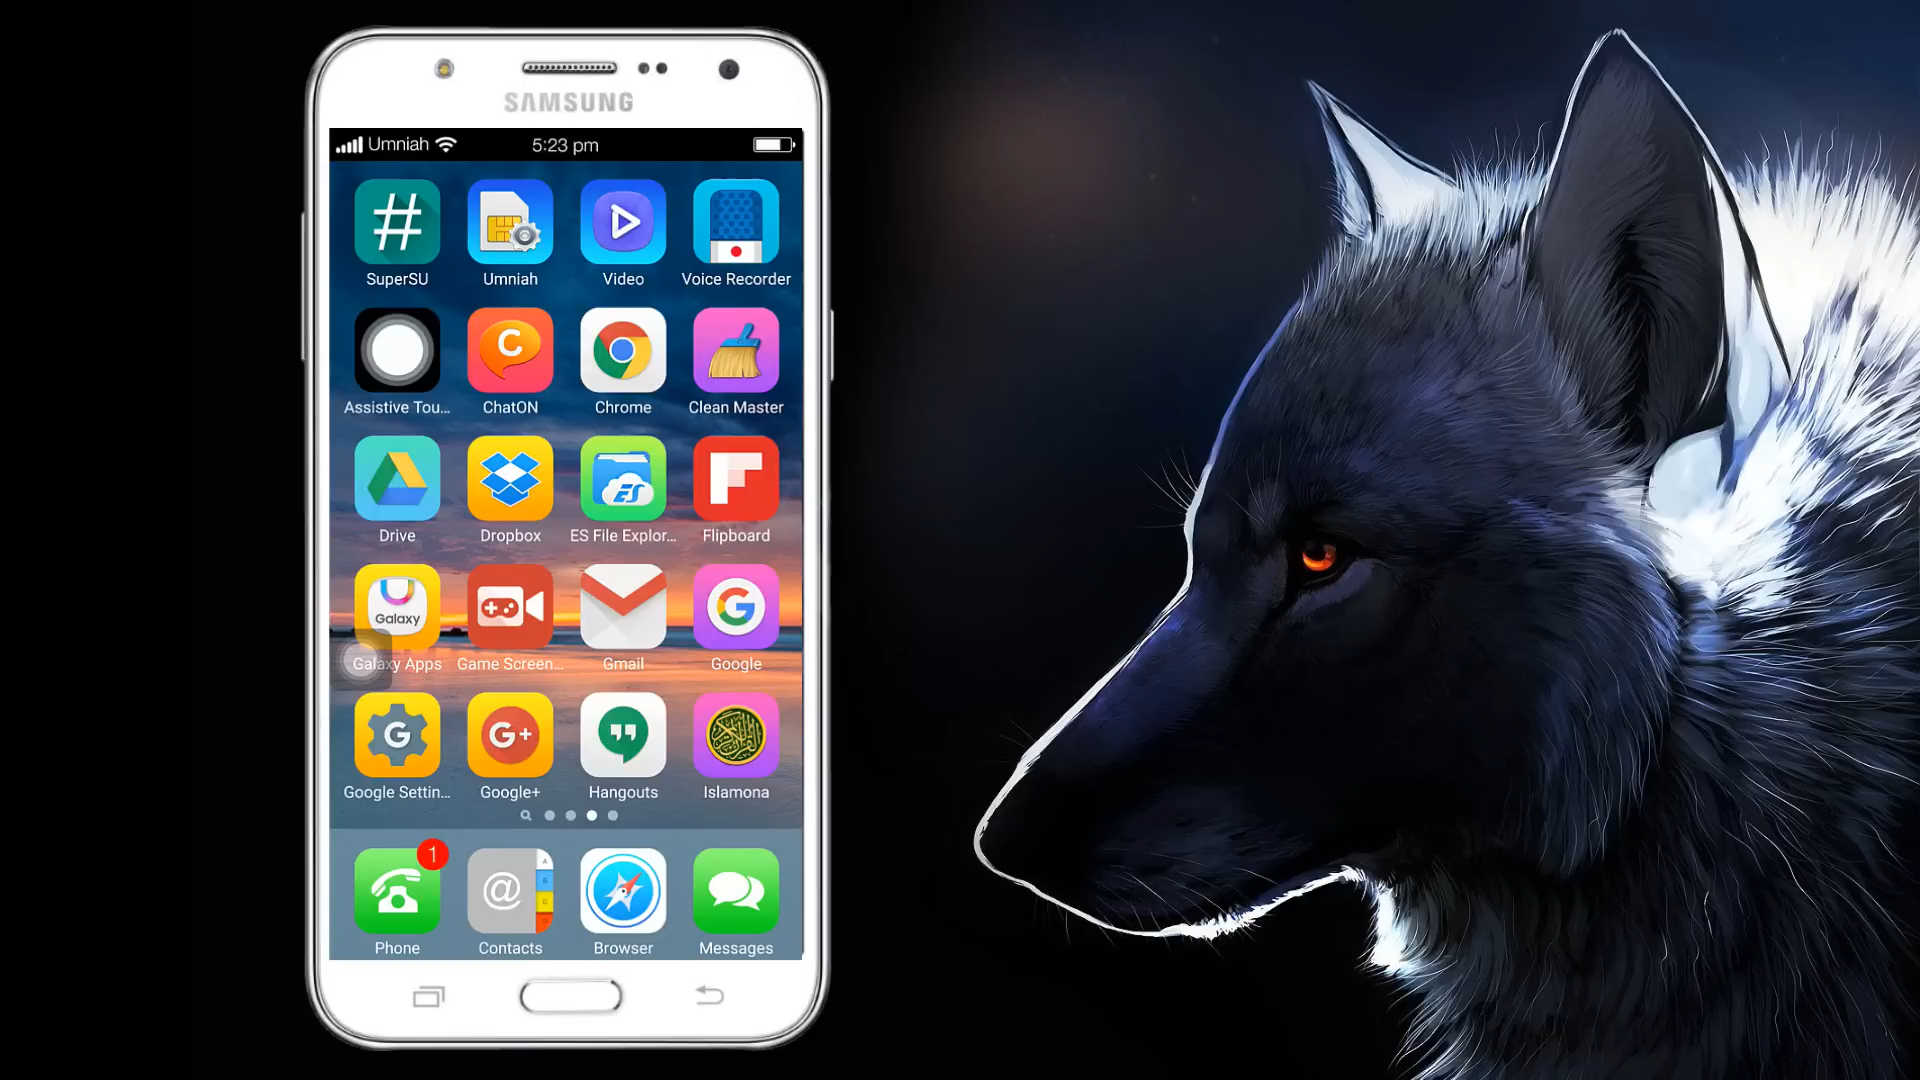 SAMSUNG
Umniah 5:23 pm
SuperSU Umniah Video Voice Recorder
C
Assistive Tou... ChatON Chrome Clean Master
ES
Drive Dropbox ES File Explor... Flipboard
Galaxy
Galaxy Apps Game Screen... Gmail Google
G G+
Google Settin... Google+ Hangouts Islamona
1
@
Phone Contacts Browser Messages